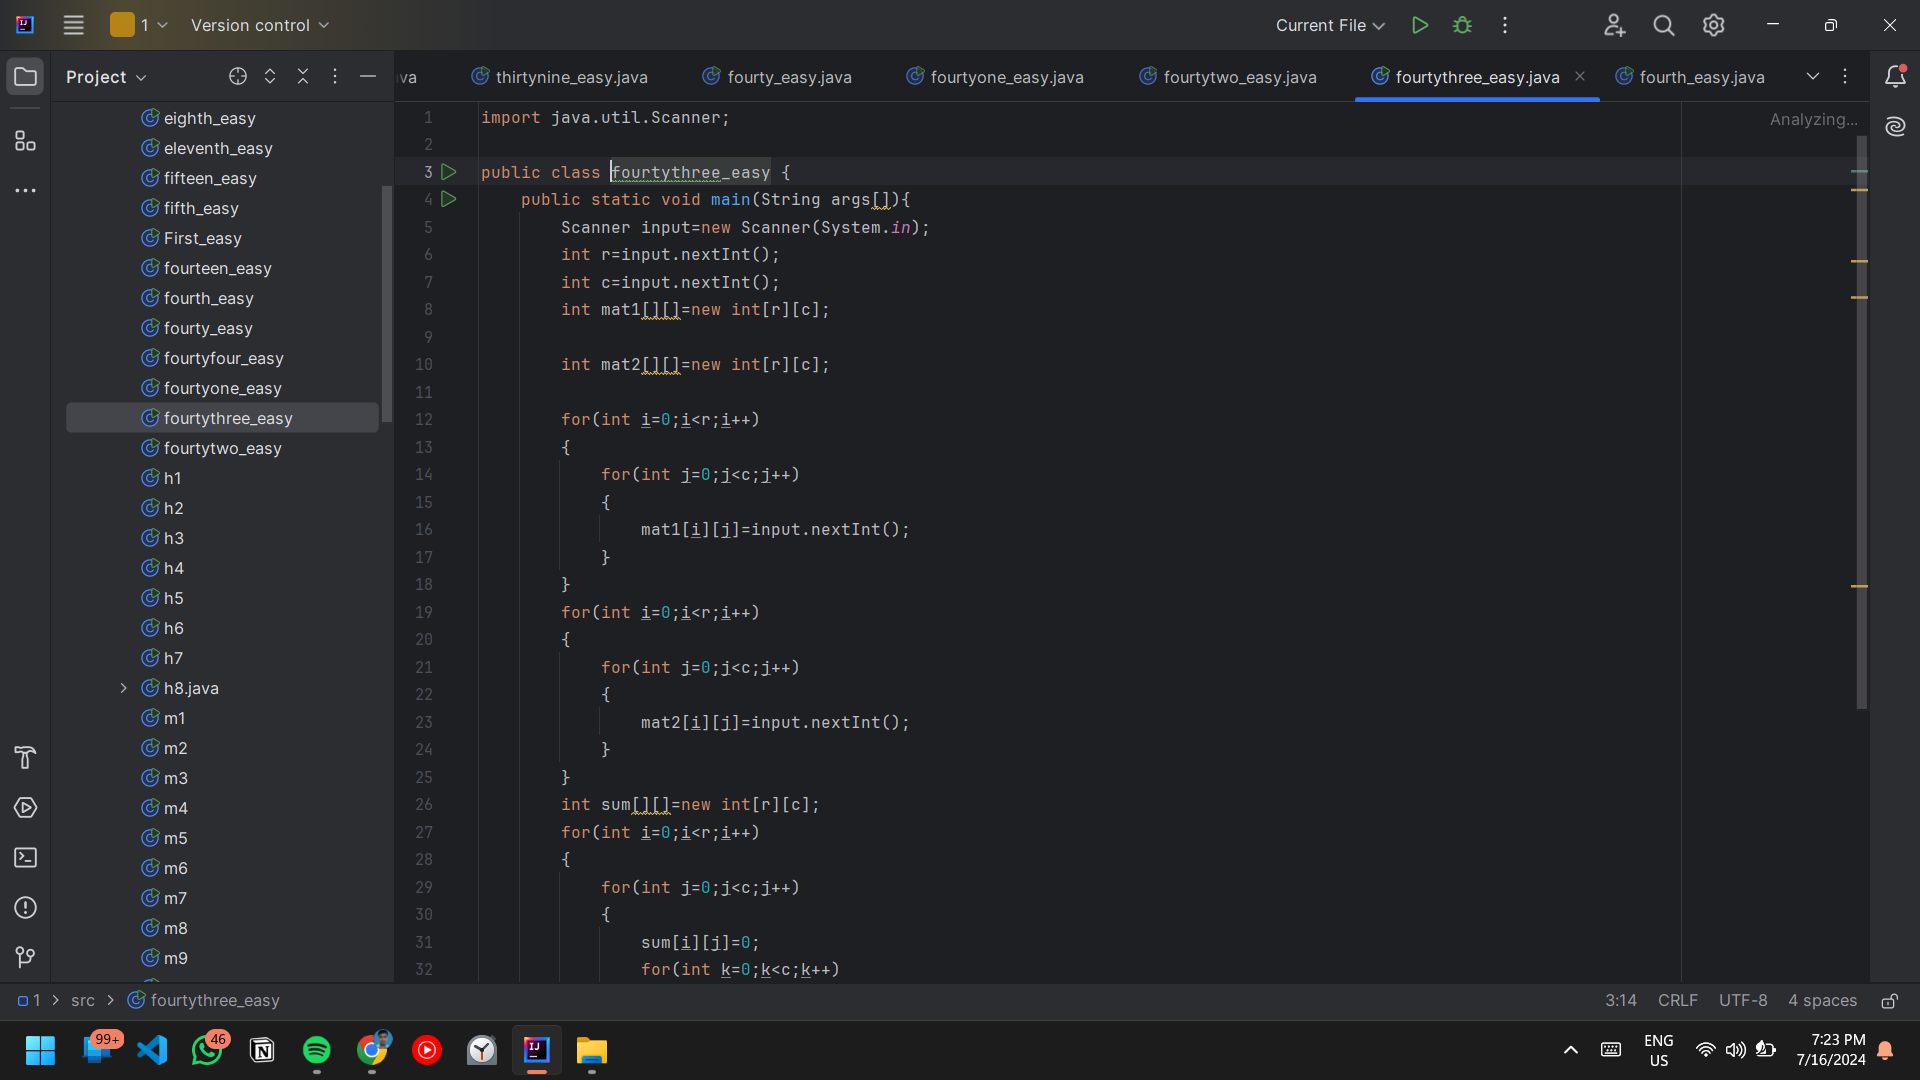 1 Version control Current File
Project
va thirtynine_easy.java fourty_easy.java fourtyone_easy.java fourtytwo_easy.java fourtythree_easy.java fourth_easy.java
eighth_easy
eleventh_easy
fifteen_easy
fifth_easy
First_easy
fourteen_easy
fourth_easy
fourty_easy
fourtyfour_easy
fourtyone_easy
fourtythree_easy
fourtytwo_easy
h1
h2
h3
h4
h5
h6
h7
h8.java
m1
m2
m3
m4
m5
m6
m7
m8
m9
Analyzing...
1 import java.util.Scanner;
2
3 public class fourtythree_easy {
4 public static void main(String args[]){
5 Scanner input=new Scanner(System.in);
6 int r=input.nextInt();
7 int c=input.nextInt();
8 int mat1[][]=new int[r][c];
9
10 int mat2[][]=new int[r][c];
11
12 for(int i=0;i<r;i++)
13 {
14 for(int j=0;j<c;j++)
15 {
16 mat1[i][j]=input.nextInt();
17 }
18 }
19 for(int i=0;i<r;i++)
20 {
21 for(int j=0;j<c;j++)
22 {
23 mat2[i][j]=input.nextInt();
24 }
25 }
26 int sum[][]=new int[r][c];
27 for(int i=0;i<r;i++)
28 {
29 for(int j=0;j<c;j++)
30 {
31 sum[i][j]=0;
32 for(int k=0;k<c;k++)
1 > src > fourtythree_easy 3:14 CRLF UTF-8 4 spaces
99+ 46 ENG 7:23 PM
US 7/16/2024